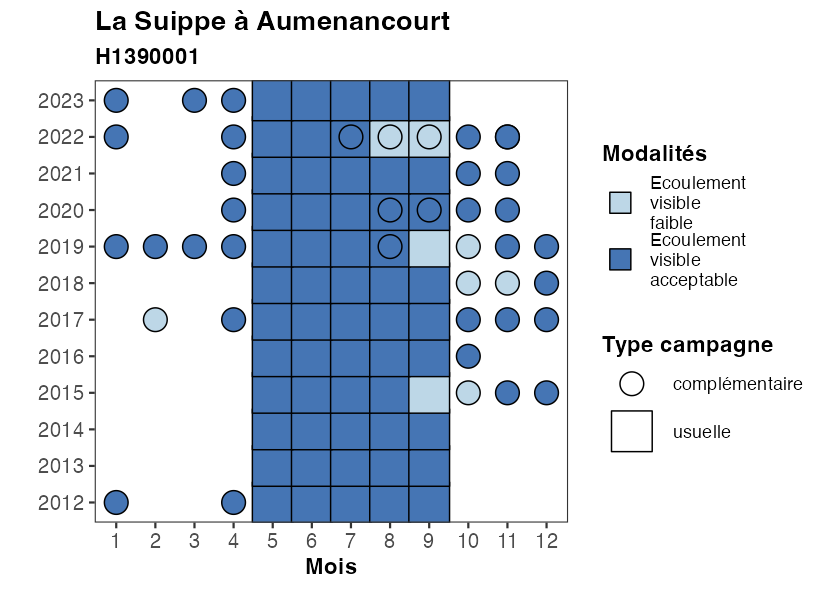 La Suippe à Aumenancourt
H1390001
2023
2022
2021
2020
2019
2018
2017
2016
2015
2014
2013
2012
1 2 3 4 5 6 7 8 9 10 11 12
Mois
Modalités
Ecoulement
visible
faible
Ecoulement
visible
acceptable
Type campagne
complémentaire
usuelle